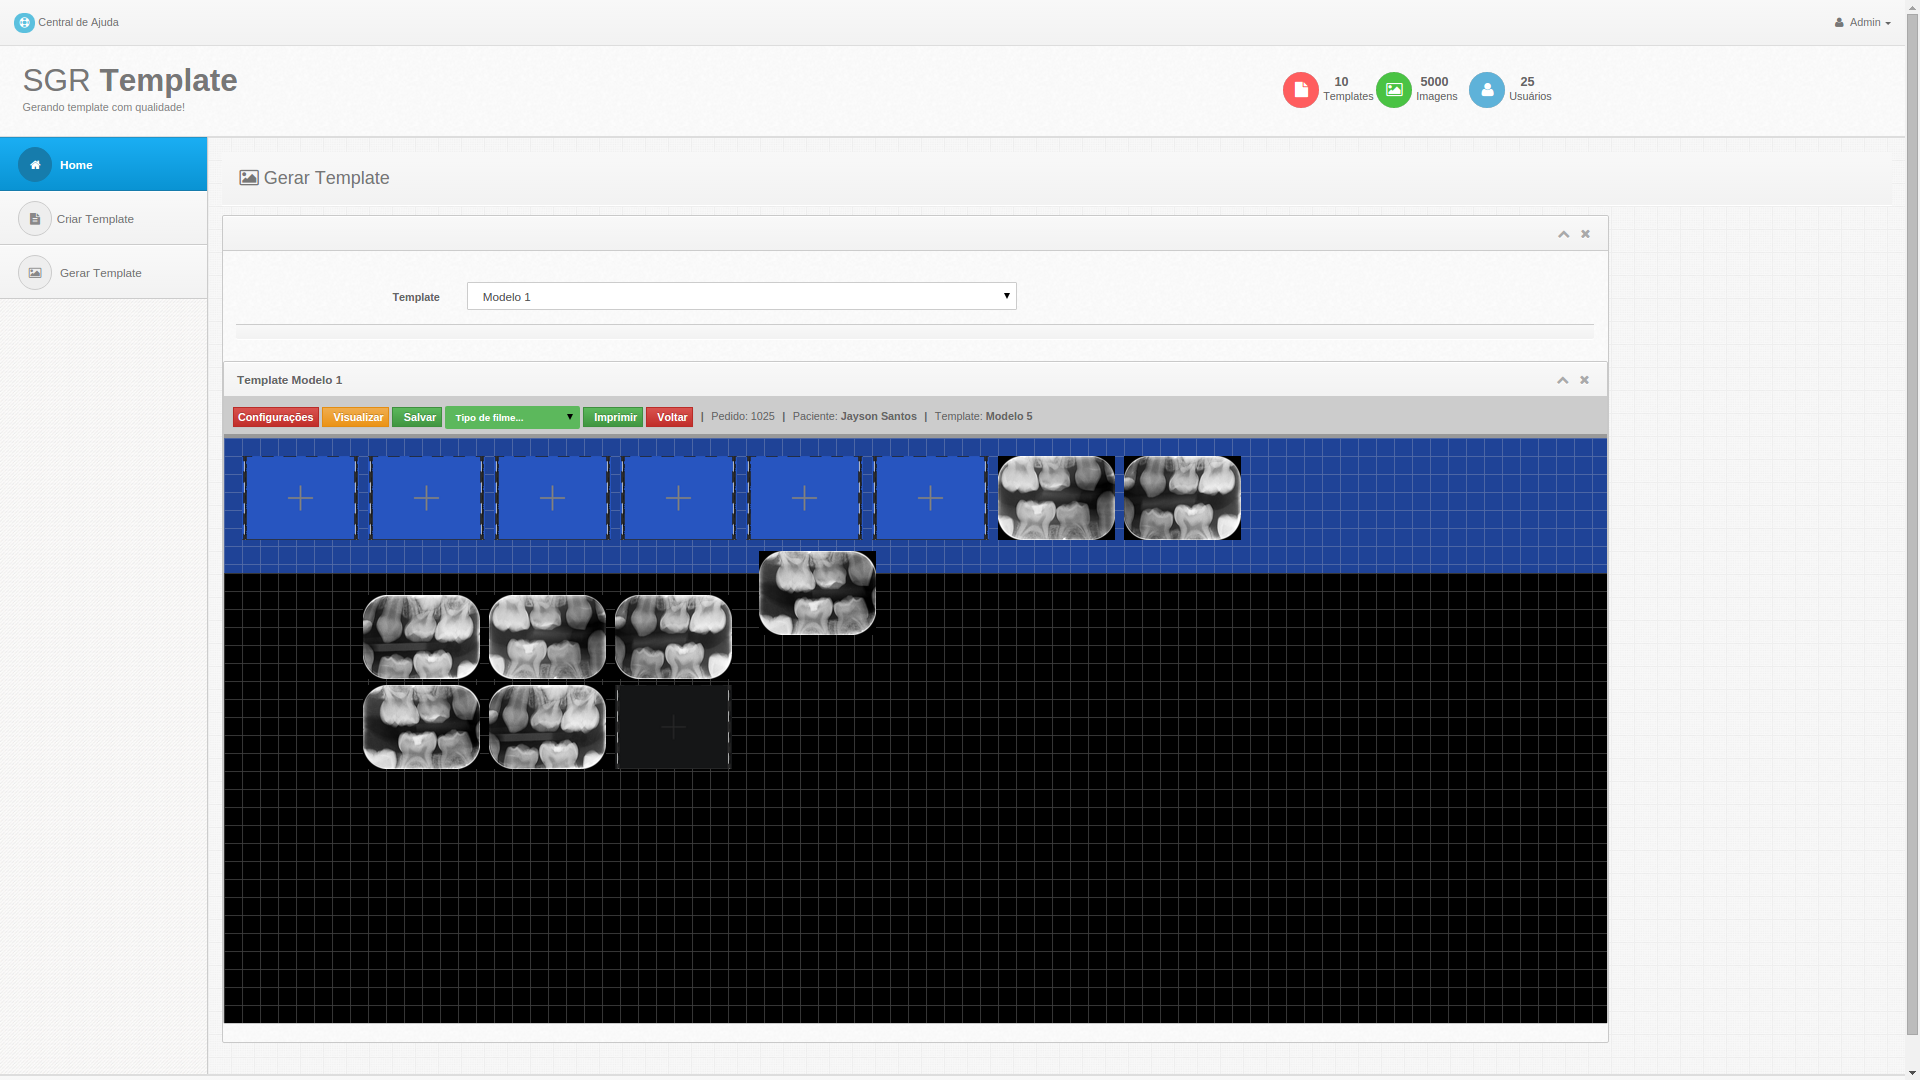 Central de Ajuda
Admin
SGR Template
Gerando template com qualidade!
10
Templates
5000
Imagens
25
Usuários
Home
Criar Template
Gerar Template
Gerar Template
Template
Modelo 1
Template Modelo 1
Configurações
Visualizar
Salvar
Tipo de filme...
Imprimir
Voltar
| Pedido: 1025 | Paciente: Jayson Santos | Template: Modelo 5